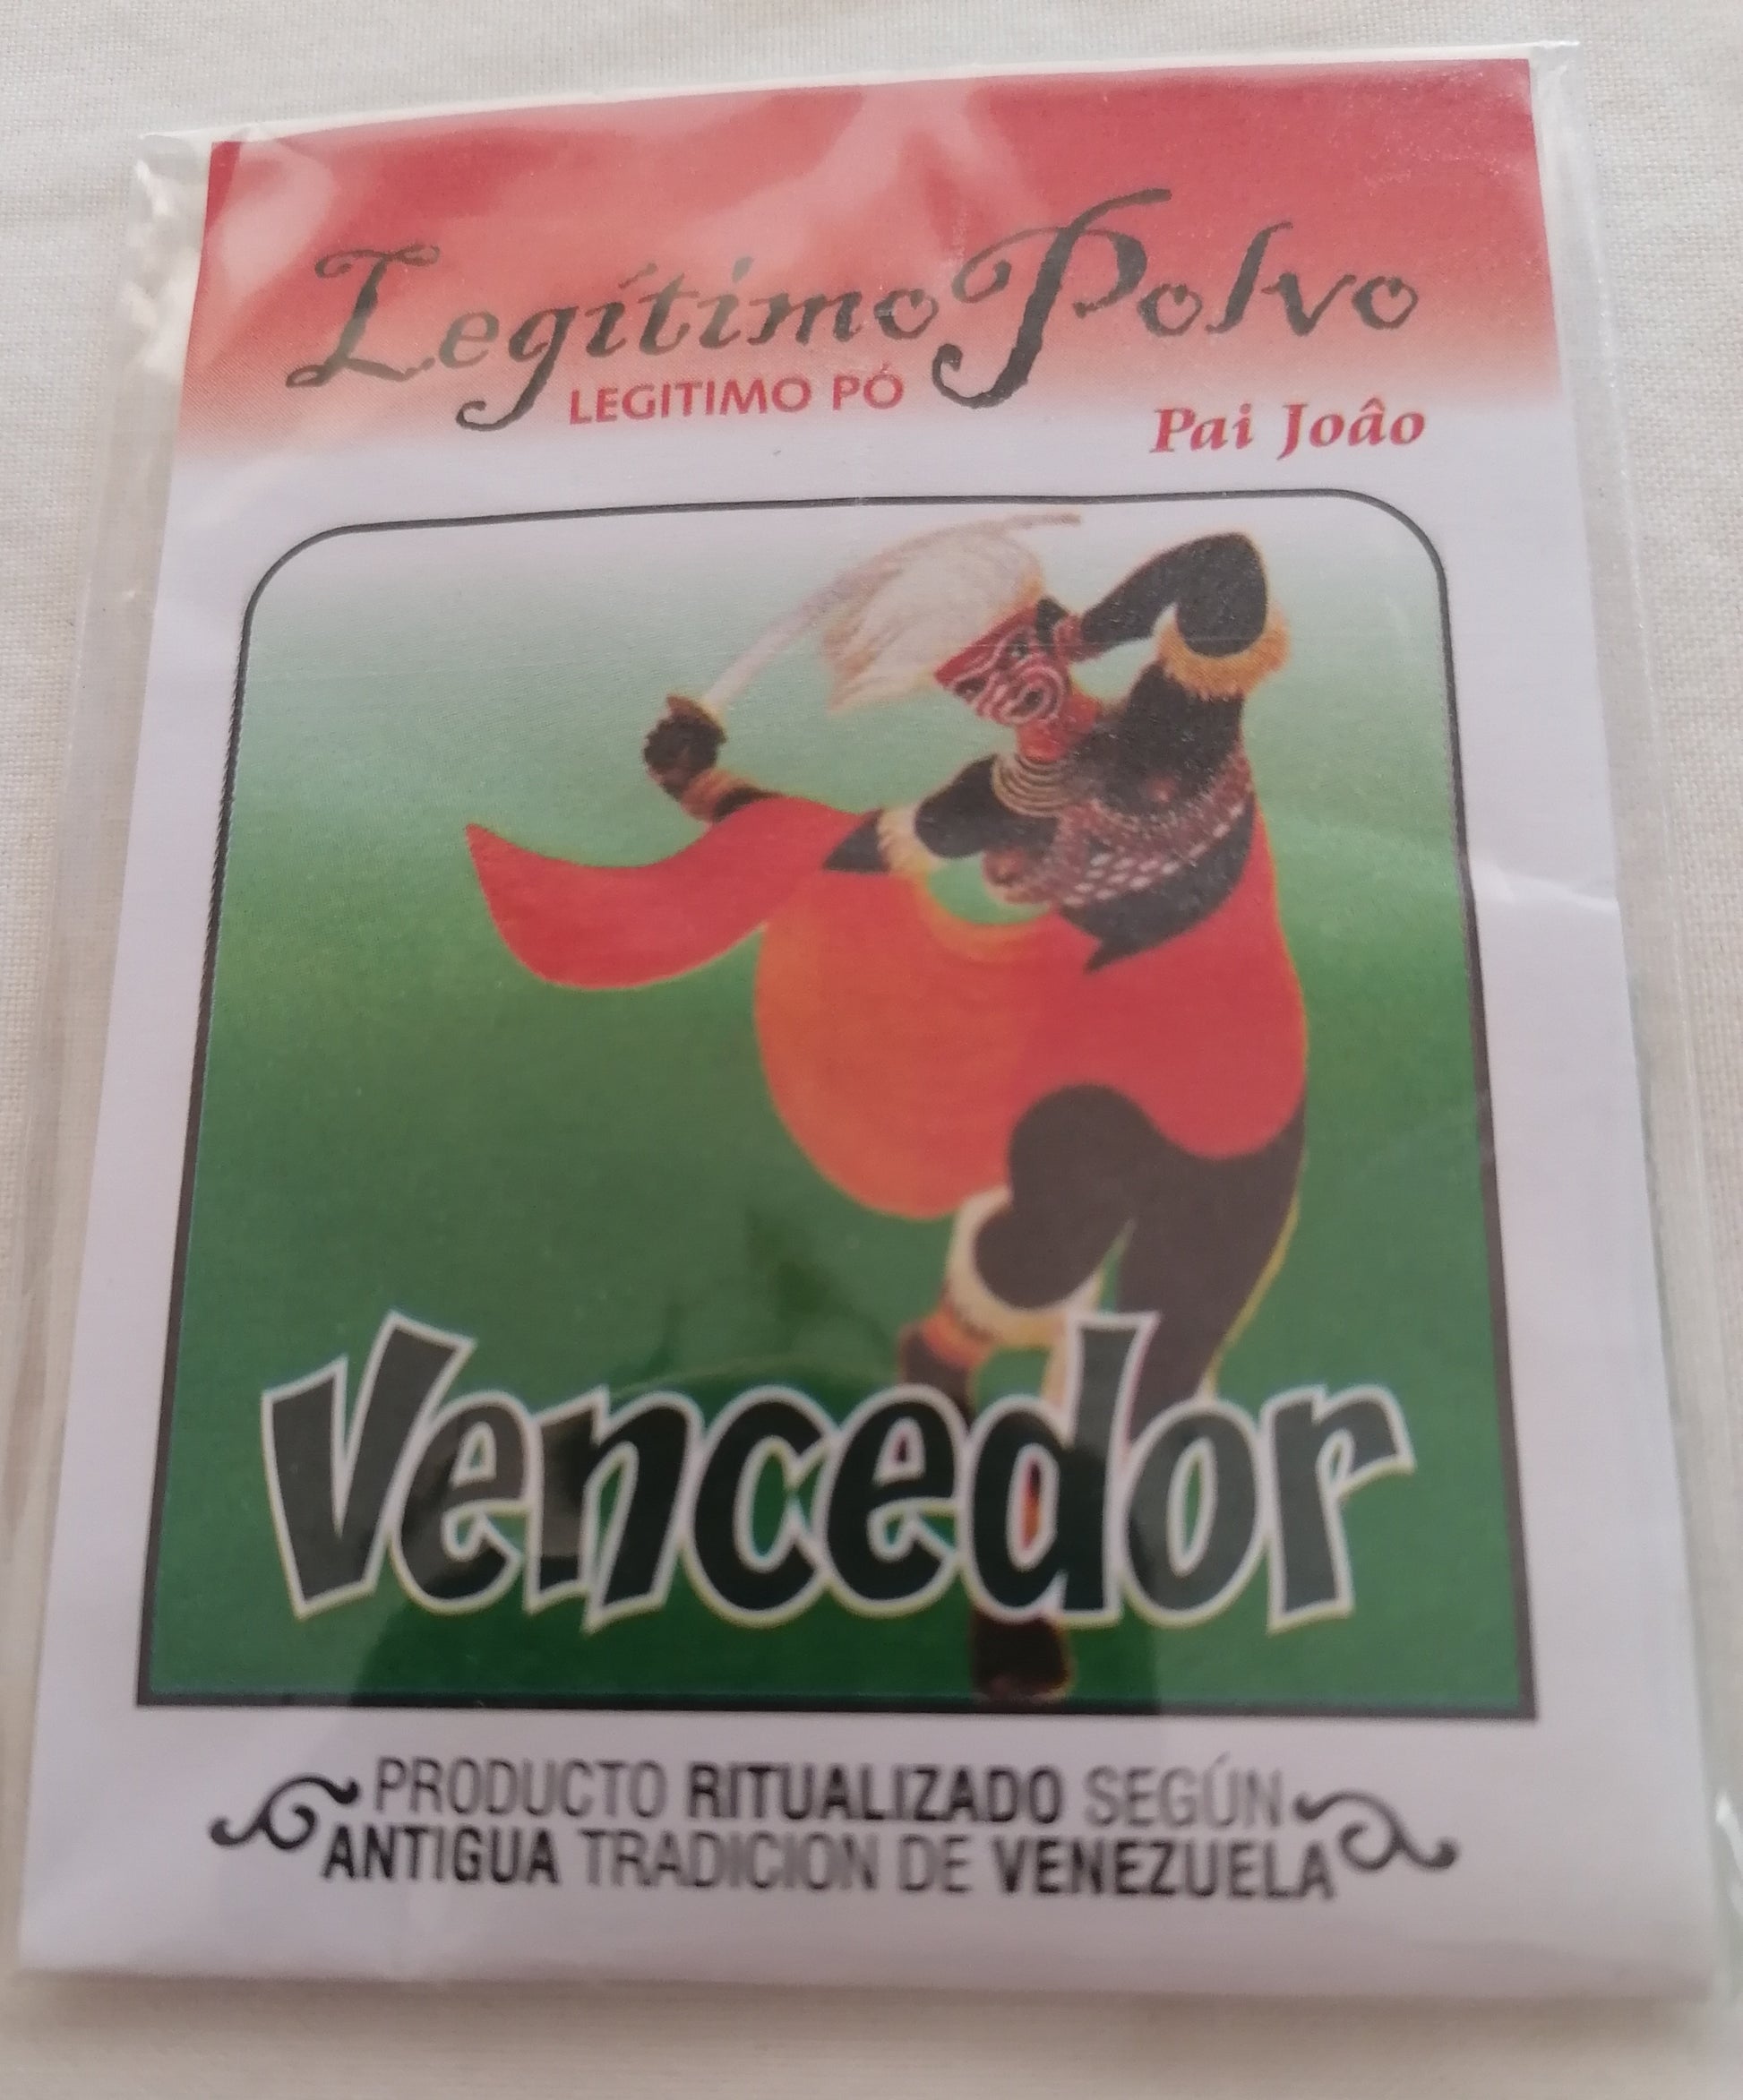 Legítimo Polvo
LEGITIMO PÓ
Pai Joâo
Vencedor
PRODUCTO RITUALIZADO SEGÚN
ANTIGUA TRADICION DE VENEZUELA